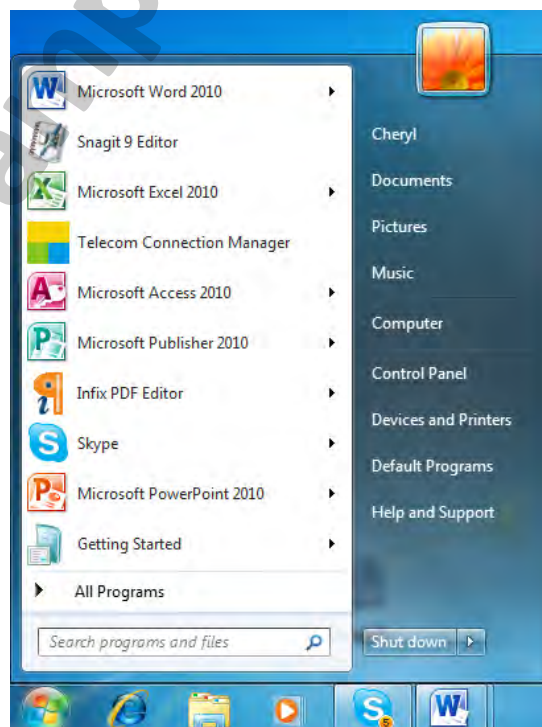 Microsoft Word 2010
Snagit 9 Editor
Microsoft Excel 2010
Telecom Connection Manager
Microsoft Access 2010
Microsoft Publisher 2010
Infix PDF Editor
Skype
Microsoft PowerPoint 2010
Getting Started
All Programs
Search programs and files
Cheryl
Documents
Pictures
Music
Computer
Control Panel
Devices and Printers
Default Programs
Help and Support
Shut down